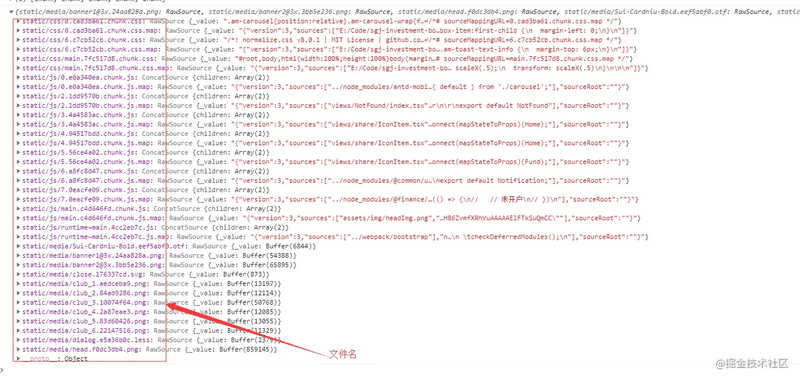 ▼{static/media/banner1@3x.24aa828a.png: RawSource, static/media/banner2@3x.3bb5e236.png: RawSource, static/media/head.f0dc3db4.png: RawSource, static/media/Sui-Cardniu-Bold.eef5abf0.otf: RawSource
▶static/css/0.cad3ba61.chunk.css: RawSource {_value: ".am-carousel{position:relative}.am-carousel-wrap{f…↵/*# sourceMappingURL=0.cad3ba61.chunk.css.map */"}
▶static/css/0.cad3ba61.chunk.css.map: RawSource {_value: "{"version":3,"sources":["E:/Code/sgj-investment-bo…box-item:first-child {\n  margin-left: 0;\n}\n"]}"}
▶static/css/6.c7cb52cb.chunk.css: RawSource {_value: "/*! normalize.css v8.0.1 | MIT License | github.co…↵/*# sourceMappingURL=6.c7cb52cb.chunk.css.map */"}
▶static/css/6.c7cb52cb.chunk.css.map: RawSource {_value: "{"version":3,"sources":["E:/Code/sgj-investment-bo…am-toast-text-info {\n  margin-top: 6px;\n}\n"]}"}
▶static/css/main.7fc517d8.chunk.css: RawSource {_value: "#root,body,html{width:100%;height:100%}body{margin…# sourceMappingURL=main.7fc517d8.chunk.css.map */"}
▶static/css/main.7fc517d8.chunk.css.map: RawSource {_value: "{"version":3,"sources":["E:/Code/sgj-investment-bo… scaleX(.5);\n  transform: scaleX(.5)\n}\n\n\n"]}"}
▶static/js/0.e0a340ea.chunk.js: ConcatSource {children: Array(2)}
▶static/js/0.e0a340ea.chunk.js.map: RawSource {_value: "{"version":3,"sources":["../node_modules/antd-mobi…{ default } from './carousel';"],"sourceRoot":""}"}
▶static/js/2.1dd9570b.chunk.js: ConcatSource {children: Array(2)}
▶static/js/2.1dd9570b.chunk.js.map: RawSource {_value: "{"version":3,"sources":["views/NotFound/index.tsx"…r\n\r\nexport default NotFound"],"sourceRoot":""}"}
▶static/js/3.4a4583ac.chunk.js: ConcatSource {children: Array(2)}
▶static/js/3.4a4583ac.chunk.js.map: RawSource {_value: "{"version":3,"sources":["views/share/IconItem.tsx"…onnect(mapStateToProps)(Home);"],"sourceRoot":""}"}
▶static/js/4.94517bdd.chunk.js: ConcatSource {children: Array(2)}
▶static/js/4.94517bdd.chunk.js.map: RawSource {_value: "{"version":3,"sources":["views/share/IconItem.tsx"…onnect(mapStateToProps)(Home);"],"sourceRoot":""}"}
▶static/js/5.56ce4a02.chunk.js: ConcatSource {children: Array(2)}
▶static/js/5.56ce4a02.chunk.js.map: RawSource {_value: "{"version":3,"sources":["views/share/IconItem.tsx"…onnect(mapStateToProps)(Fund);"],"sourceRoot":""}"}
▶static/js/6.a8fc8d47.chunk.js: ConcatSource {children: Array(2)}
▶static/js/6.a8fc8d47.chunk.js.map: RawSource {_value: "{"version":3,"sources":["../node_modules/@common/u…\nexport default Notification;"],"sourceRoot":""}"}
▶static/js/7.0eacfe09.chunk.js: ConcatSource {children: Array(2)}
▶static/js/7.0eacfe09.chunk.js.map: RawSource {_value: "{"version":3,"sources":["../node_modules/@finance/…(() => {\n//   // 未开户\n// })\n"],"sourceRoot":""}"}
▶static/js/main.c4d646fd.chunk.js: ConcatSource {children: Array(2)}
▶static/js/main.c4d646fd.chunk.js.map: RawSource {_value: "{"version":3,"sources":["assets/img/headImg.png","…"],"sourceRoot":""}"}
▶static/js/runtime-main.4cc2eb7c.js: ConcatSource {children: Array(2)}
▶static/js/runtime-main.4cc2eb7c.js.map: RawSource {_value: "{"version":3,"sources":["../webpack/bootstrap"],"n…\n \tcheckDeferredModules();\n"],"sourceRoot":""}"}
▶static/media/Sui-Cardniu-Bold.eef5abf0.otf: RawSource {_value: Buffer(6844)}
▶static/media/banner1@3x.24aa828a.png: RawSource {_value: Buffer(54388)}
▶static/media/banner2@3x.3bb5e236.png: RawSource {_value: Buffer(65895)}
▶static/media/close.176337cd.svg: RawSource {_value: Buffer(873)}
▶static/media/club_1.aedceba9.png: RawSource {_value: Buffer(13197)}
▶static/media/club_2.84ad9286.png: RawSource {_value: Buffer(12114)}
▶static/media/club_3.10074f64.png: RawSource {_value: Buffer(50768)}
▶static/media/club_4.2a87eae3.png: RawSource {_value: Buffer(12085)}
▶static/media/club_5.83d60426.png: RawSource {_value: Buffer(13055)}
▶static/media/club_6.22147516.png: RawSource {_value: Buffer(11329)}
▶static/media/dialog.e5a36b0c.less: RawSource {_value: Buffer(2379)}
▶static/media/head.f0dc3db4.png: RawSource {_value: Buffer(859145)}
▶__proto__: Object
文件名
@掘金技术社区